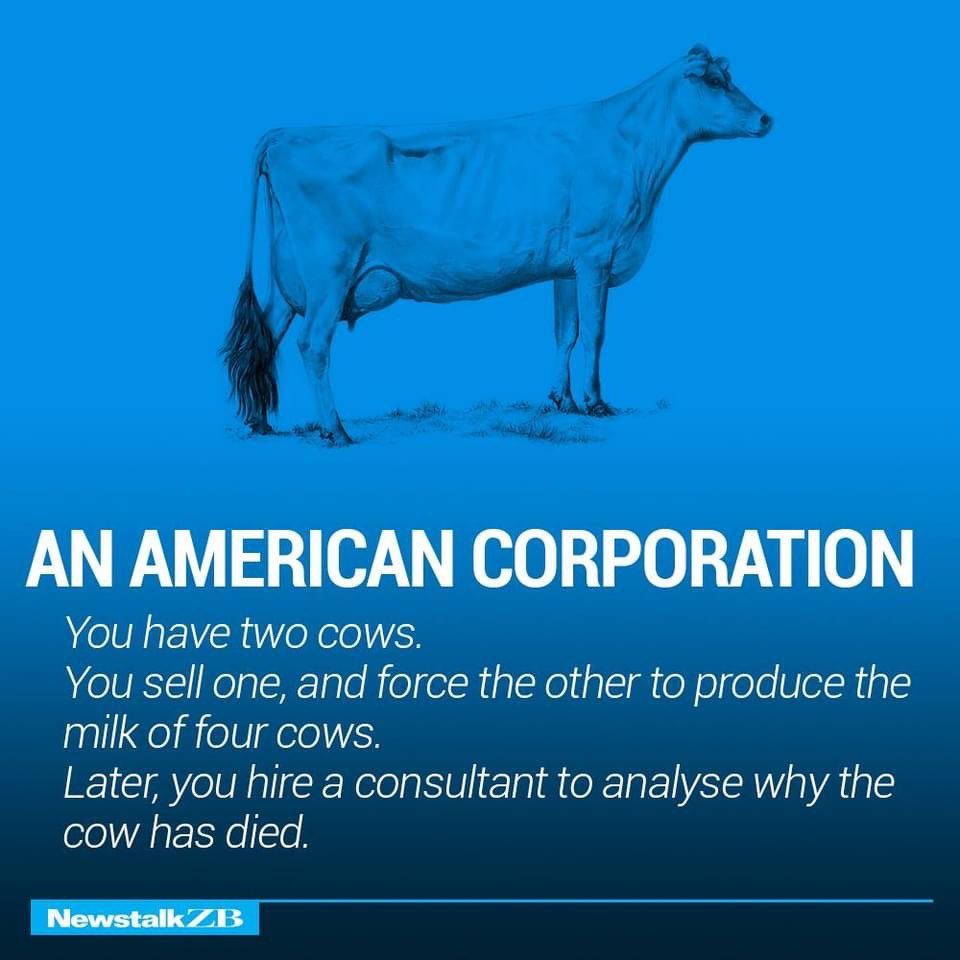 AN AMERICAN CORPORATION
You have two cows.
You sell one, and force the other to produce the
milk of four cows.
Later, you hire a consultant to analyse why the
cow has died.
NewstalkZB